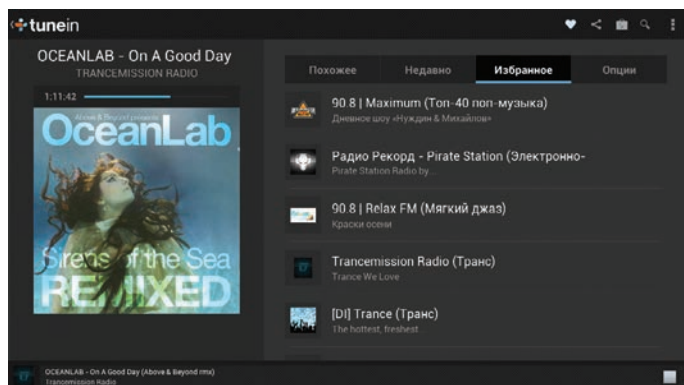 tunein
OCEANLAB - On A Good Day
TRANCEMISSION RADIO
1:11:42
Above & Beyond presents
OceanLab
Sirens of the Sea
REMIXED
Похожее
Недавно
Избранное
Опции
90.8 | Maximum (Топ-40 поп-музыка)
Дневное шоу «Нуждин & Михайлов»
Радио Рекорд - Pirate Station (Электронно-
Pirate Station Radio by...
90.8 | Relax FM (Мягкий джаз)
Краски осени
Trancemission Radio (Транс)
Trance We Love
[DI] Trance (Транс)
The hottest, freshest...
OCEANLAB - On A Good Day (Above & Beyond rmx)
Trancemission Radio